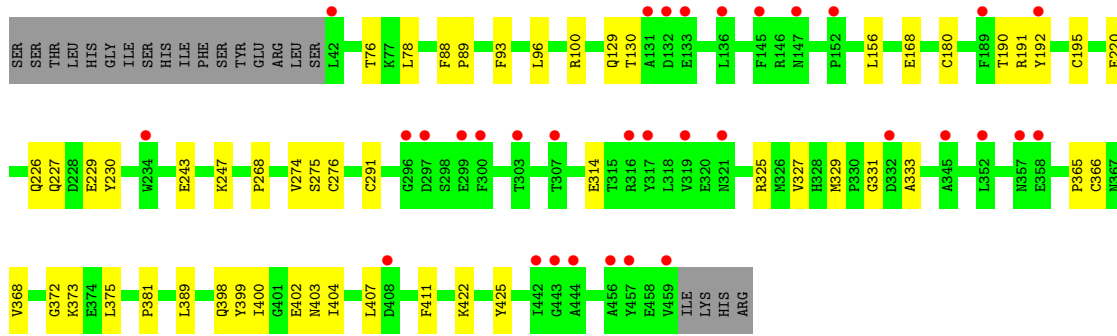 SER SER THR LEU HIS GLY ILE SER HIS ILE PHE SER TYR GLU ARG LEU SER L42 T76 K77 L78 F88 P89 F93 L96 R100 Q129 T130 A131 D132 E133 L136 F145 R146 N147 P152 L156 E168 C180 F189 T190 R191 Y192 C195 E220
Q226 Q227 D228 E229 Y230 W234 E243 K247 P268 V274 S275 C276 C291 G296 D297 S298 E299 F300 T303 T307 E314 T315 R316 Y317 L318 V319 E320 N321 R325 M326 V327 H328 M329 P330 G331 D332 A333 A345 L352 N357 E358 P365 C366 N367
V368 G372 K373 E374 L375 P381 L389 Q398 Y399 I400 G401 E402 N403 I404 L407 D408 F411 K422 Y425 I442 G443 A444 A456 Y457 E458 V459 ILE LYS HIS ARG